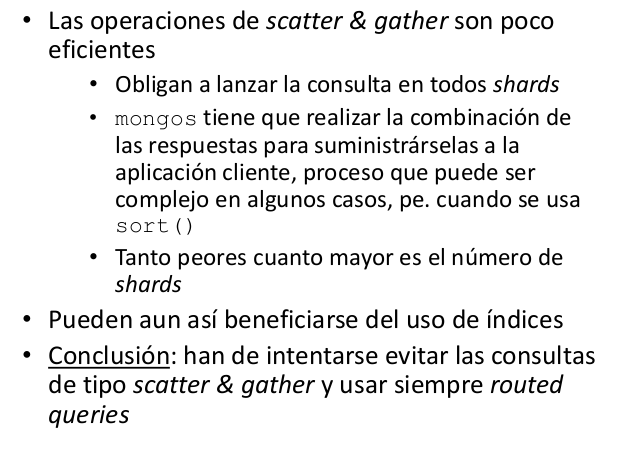 • Las operaciones de scatter & gather son poco
eficientes
• Obligan a lanzar la consulta en todos shards
• mongos tiene que realizar la combinación de
las respuestas para suministrárselas a la
aplicación cliente, proceso que puede ser
complejo en algunos casos, pe. cuando se usa
sort()
• Tanto peores cuanto mayor es el número de
shards
• Pueden aun así beneficiarse del uso de índices
• Conclusión: han de intentarse evitar las consultas
de tipo scatter & gather y usar siempre routed
queries